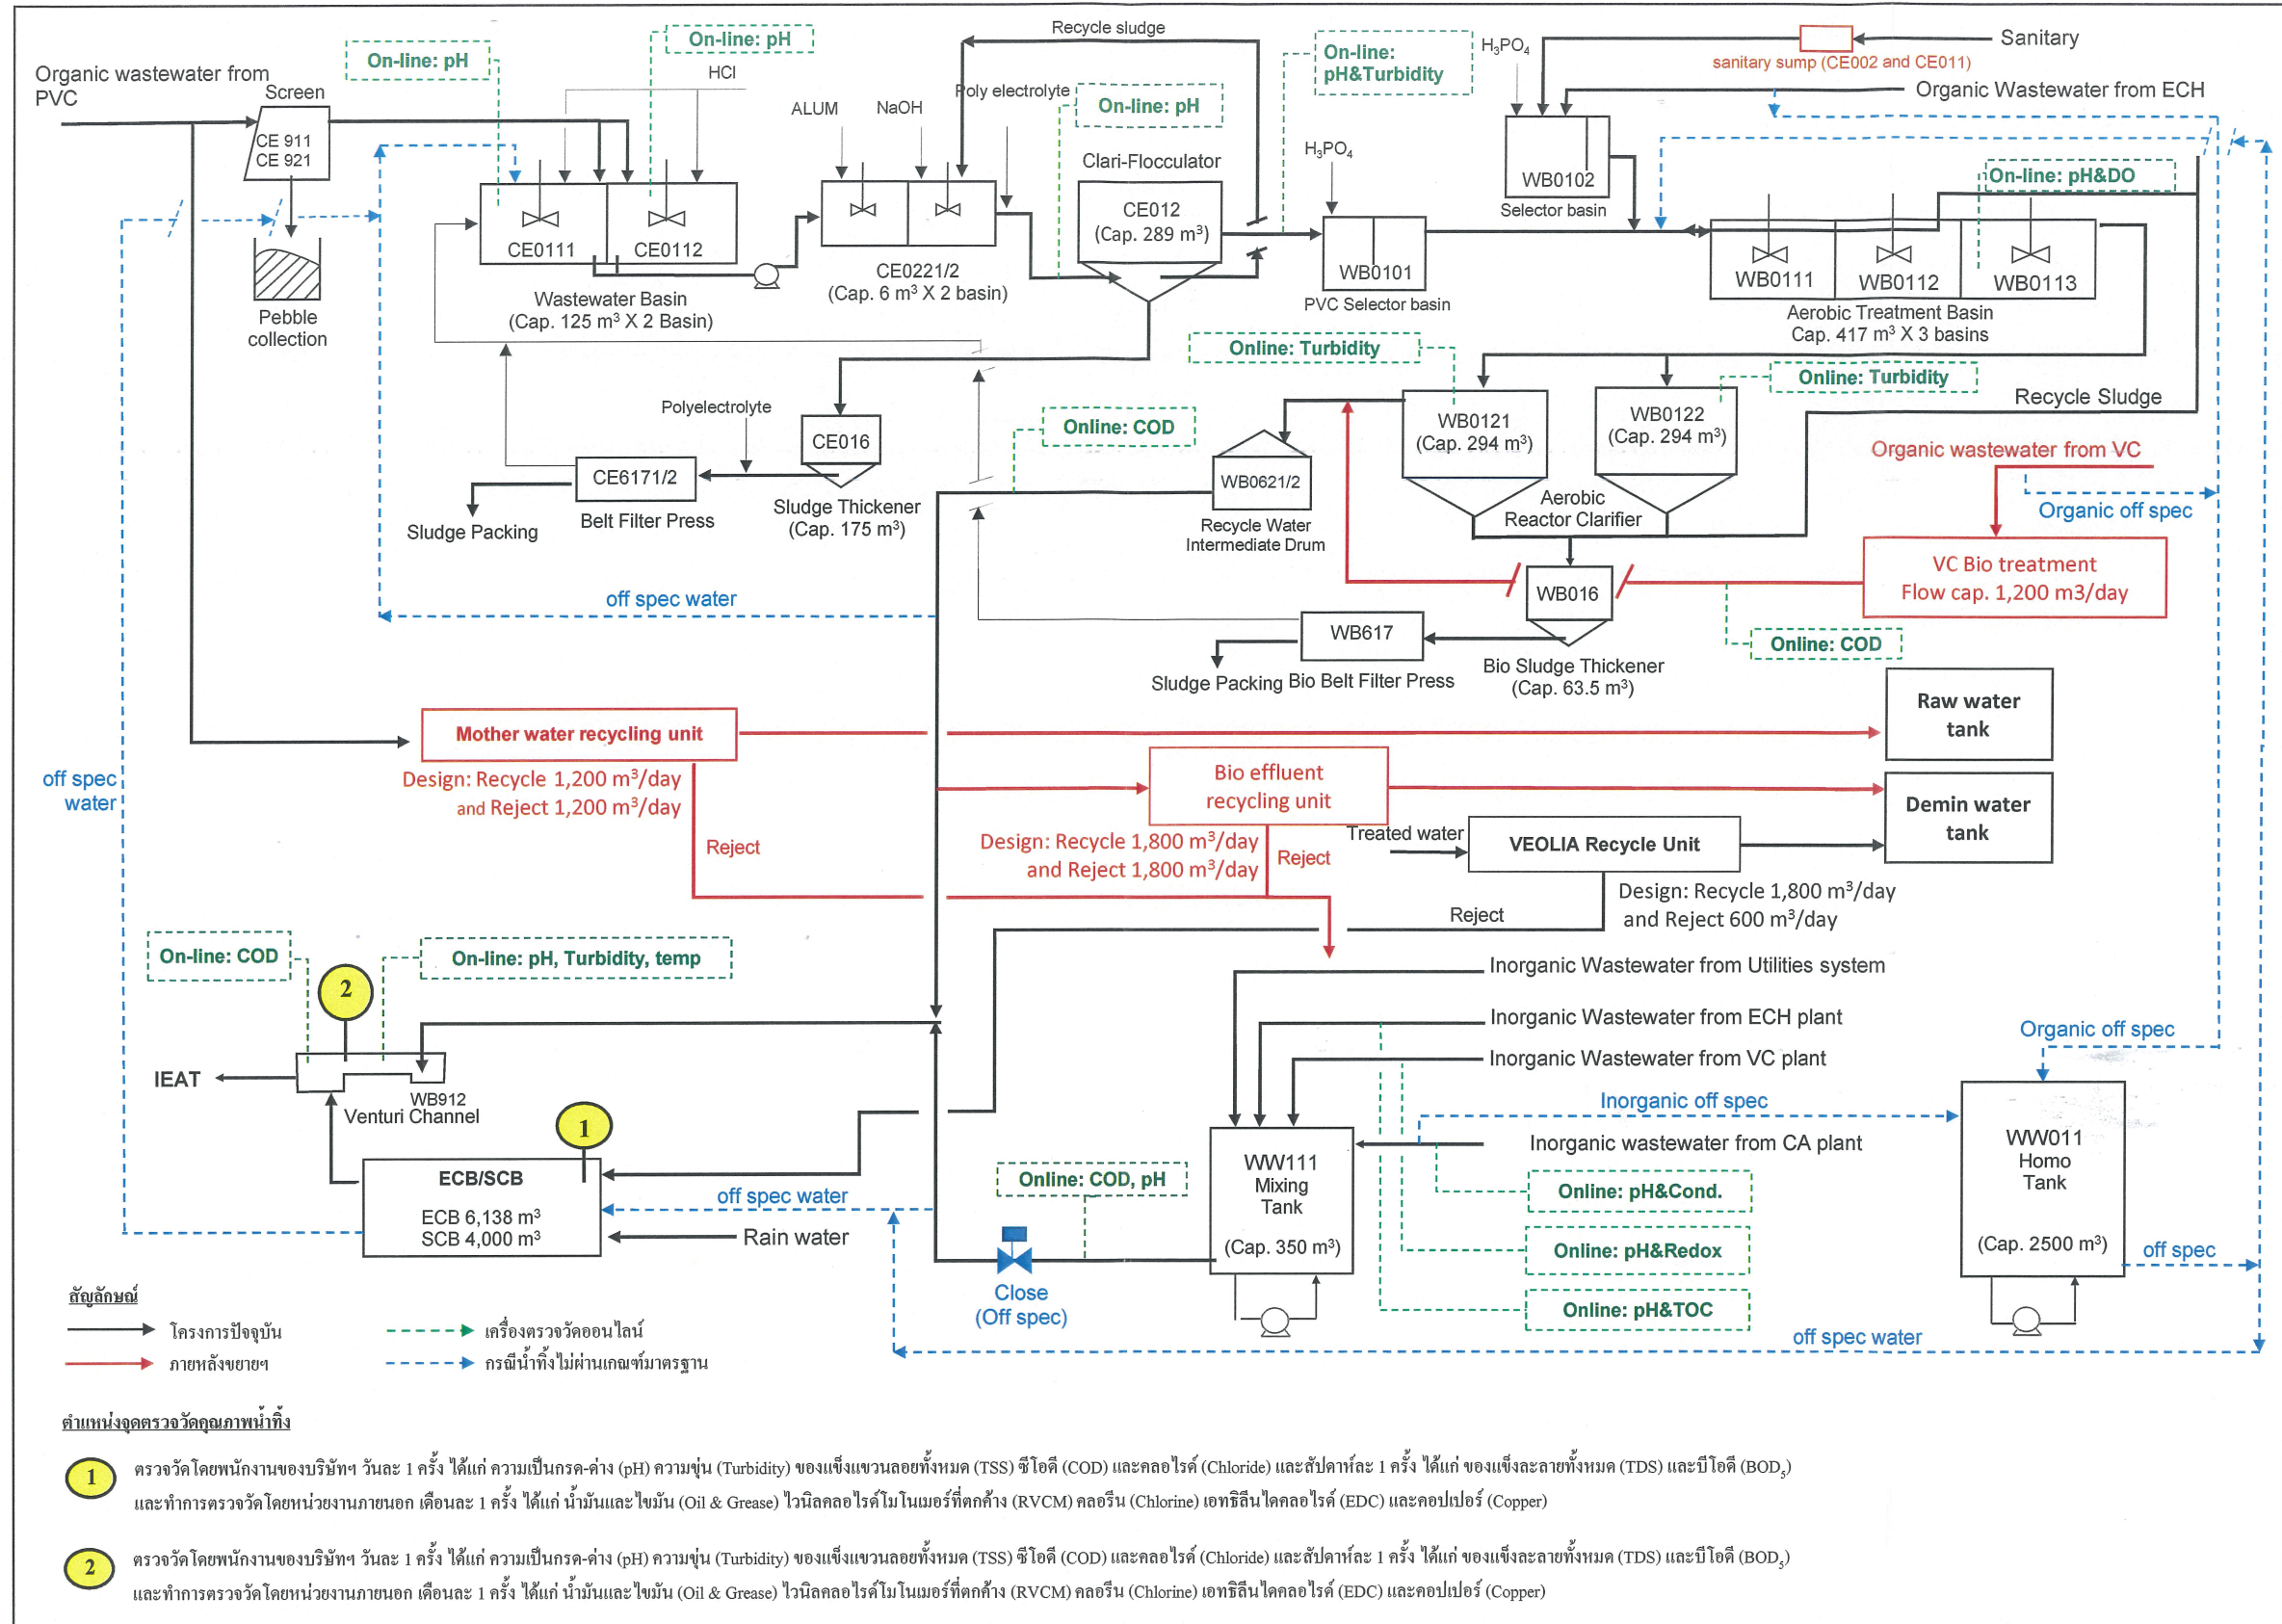 Organic wastewater from
PVC
Screen
CE 911
CE 921
Pebble
collection
On-line: pH
On-line: pH
HCl
CE0111
CE0112
Wastewater Basin
(Cap. 125 m³ X 2 Basin)
ALUM
NaOH
Poly electrolyte
Recycle sludge
CE0221/2
(Cap. 6 m³ X 2 basin)
On-line: pH
Clari-Flocculator
CE012
(Cap. 289 m³)
On-line:
pH&Turbidity
H₃PO₄
WB0101
PVC Selector basin
H₃PO₄
WB0102
Selector basin
Sanitary
sanitary sump (CE002 and CE011)
Organic Wastewater from ECH
On-line: pH&DO
WB0111
WB0112
WB0113
Aerobic Treatment Basin
Cap. 417 m³ X 3 basins
Online: Turbidity
Online: Turbidity
WB0121
(Cap. 294 m³)
WB0122
(Cap. 294 m³)
Aerobic
Reactor Clarifier
Recycle Sludge
Polyelectrolyte
CE016
Sludge Thickener
(Cap. 175 m³)
CE6171/2
Belt Filter Press
Sludge Packing
Online: COD
WB0621/2
Recycle Water
Intermediate Drum
Organic wastewater from VC
Organic off spec
VC Bio treatment
Flow cap. 1,200 m3/day
Online: COD
WB016
Bio Sludge Thickener
(Cap. 63.5 m³)
WB617
Bio Belt Filter Press
Sludge Packing
off spec water
off spec
water
Mother water recycling unit
Design: Recycle 1,200 m³/day
and Reject 1,200 m³/day
Reject
Raw water
tank
Bio effluent
recycling unit
Design: Recycle 1,800 m³/day
and Reject 1,800 m³/day
Reject
Demin water
tank
Treated water
VEOLIA Recycle Unit
Design: Recycle 1,800 m³/day
and Reject 600 m³/day
Reject
On-line: COD
On-line: pH, Turbidity, temp
2
IEAT
WB912
Venturi Channel
1
ECB/SCB
ECB 6,138 m³
SCB 4,000 m³
off spec water
Rain water
Inorganic Wastewater from Utilities system
Inorganic Wastewater from ECH plant
Inorganic Wastewater from VC plant
Inorganic off spec
Inorganic wastewater from CA plant
Online: COD, pH
Close
(Off spec)
WW111
Mixing
Tank
(Cap. 350 m³)
Online: pH&Cond.
Online: pH&Redox
Online: pH&TOC
Organic off spec
WW011
Homo
Tank
(Cap. 2500 m³)
off spec
off spec water
สัญลักษณ์
โครงการปัจจุบัน
เครื่องตรวจวัดออนไลน์
ภายหลังขยายฯ
กรณีน้ำทิ้งไม่ผ่านเกณฑ์มาตรฐาน
ตำแหน่งจุดตรวจวัดคุณภาพน้ำทิ้ง
1 ตรวจวัดโดยพนักงานของบริษัทฯ วันละ 1 ครั้ง ได้แก่ ความเป็นกรด-ด่าง (pH) ความขุ่น (Turbidity) ของแข็งแขวนลอยทั้งหมด (TSS) ซีโอดี (COD) และคลอไรด์ (Chloride) และสัปดาห์ละ 1 ครั้ง ได้แก่ ของแข็งละลายทั้งหมด (TDS) และบีโอดี (BOD₅)
และทำการตรวจวัดโดยหน่วยงานภายนอก เดือนละ 1 ครั้ง ได้แก่ น้ำมันและไขมัน (Oil & Grease) ไวนิลคลอไรด์โมโนเมอร์ที่ตกค้าง (RVCM) คลอรีน (Chlorine) เอทธิลีนไดคลอไรด์ (EDC) และคอปเปอร์ (Copper)
2 ตรวจวัดโดยพนักงานของบริษัทฯ วันละ 1 ครั้ง ได้แก่ ความเป็นกรด-ด่าง (pH) ความขุ่น (Turbidity) ของแข็งแขวนลอยทั้งหมด (TSS) ซีโอดี (COD) และคลอไรด์ (Chloride) และสัปดาห์ละ 1 ครั้ง ได้แก่ ของแข็งละลายทั้งหมด (TDS) และบีโอดี (BOD₅)
และทำการตรวจวัดโดยหน่วยงานภายนอก เดือนละ 1 ครั้ง ได้แก่ น้ำมันและไขมัน (Oil & Grease) ไวนิลคลอไรด์โมโนเมอร์ที่ตกค้าง (RVCM) คลอรีน (Chlorine) เอทธิลีนไดคลอไรด์ (EDC) และคอปเปอร์ (Copper)